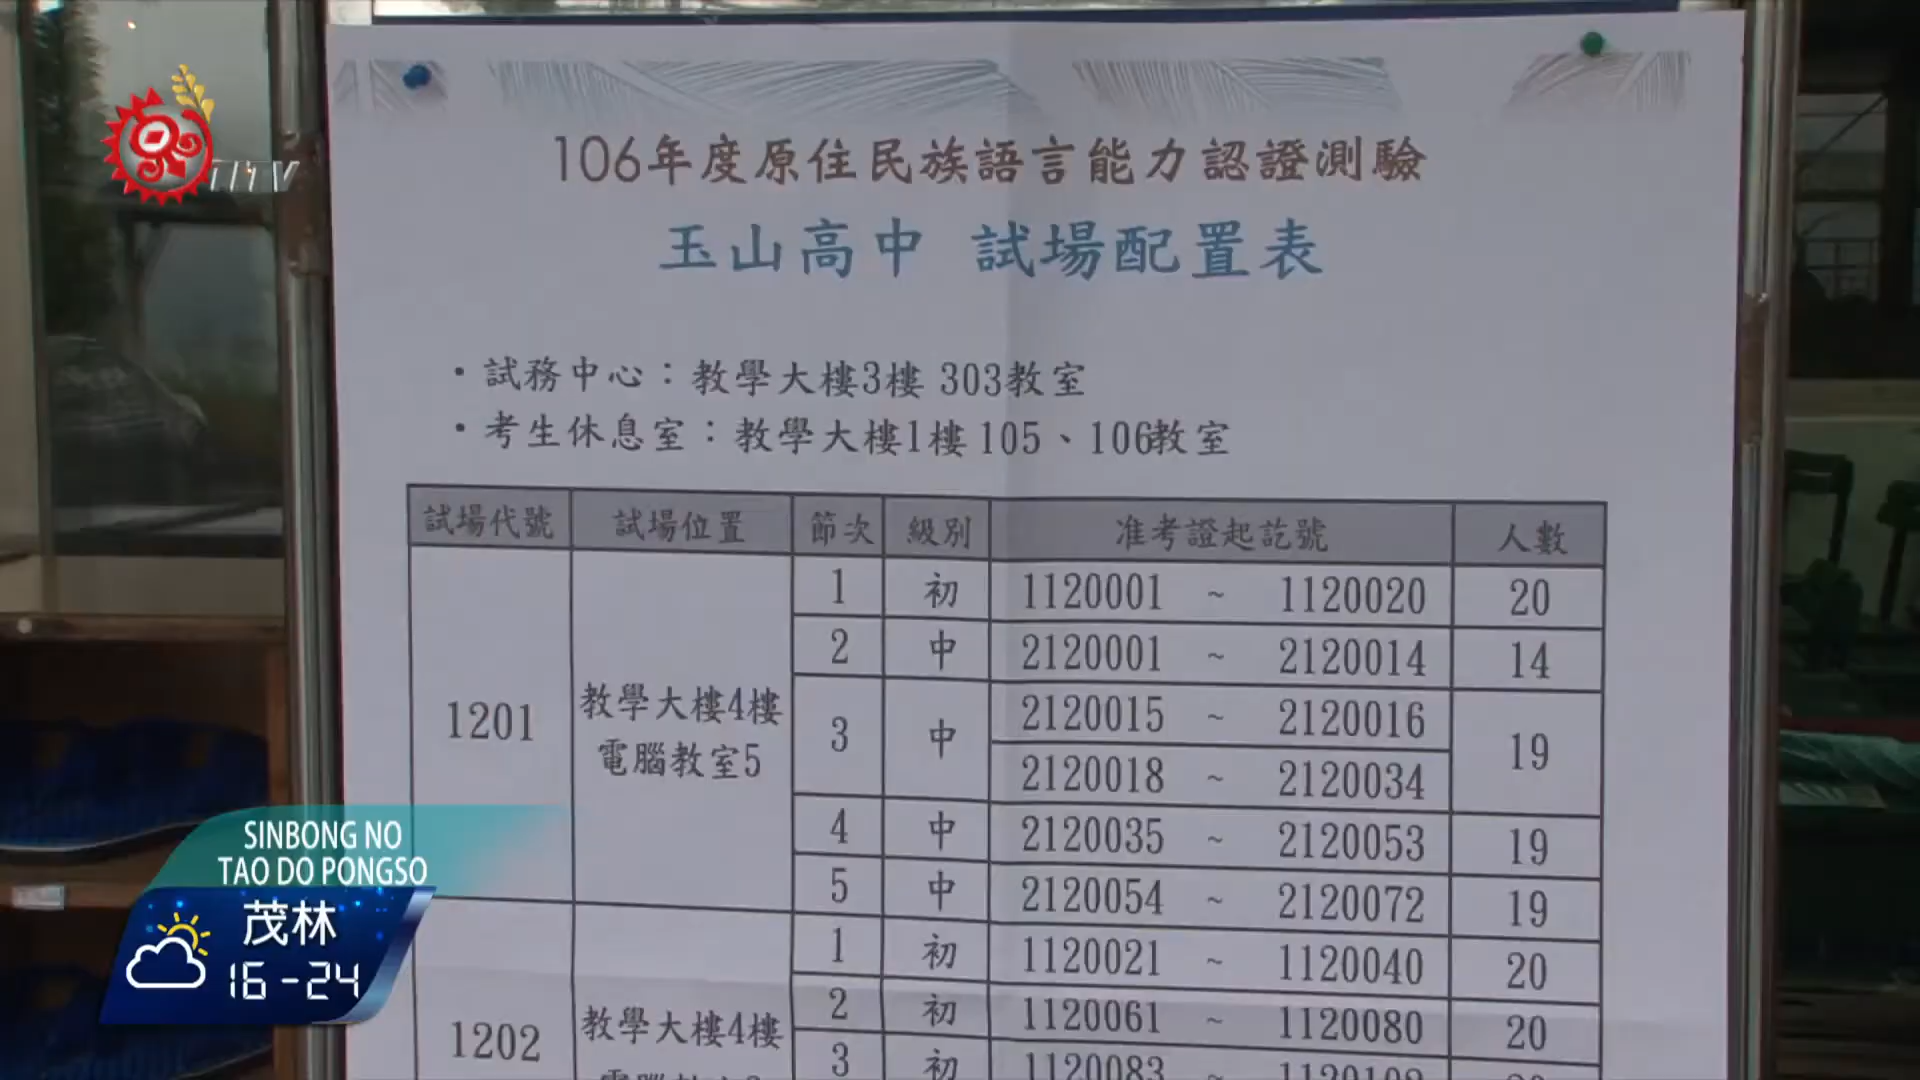 TITV
106年度原住民族語言能力認證測驗
玉山高中 試場配置表
・試務中心：教學大樓3樓 303教室
・考生休息室：教學大樓1樓 105、106教室
試場代號 試場位置 節次 級別 准考證起訖號 人數
1201 教學大樓4樓 電腦教室5
1 初 1120001 ~ 1120020 20
2 中 2120001 ~ 2120014 14
3 中 2120015 ~ 2120016 19
2120018 ~ 2120034
4 中 2120035 ~ 2120053 19
5 中 2120054 ~ 2120072 19
1202 教學大樓4樓
1 初 1120021 ~ 1120040 20
2 初 1120061 ~ 1120080 20
3 初 1120083 ~
SINBONG NO
TAO DO PONGSO
茂林
16-24